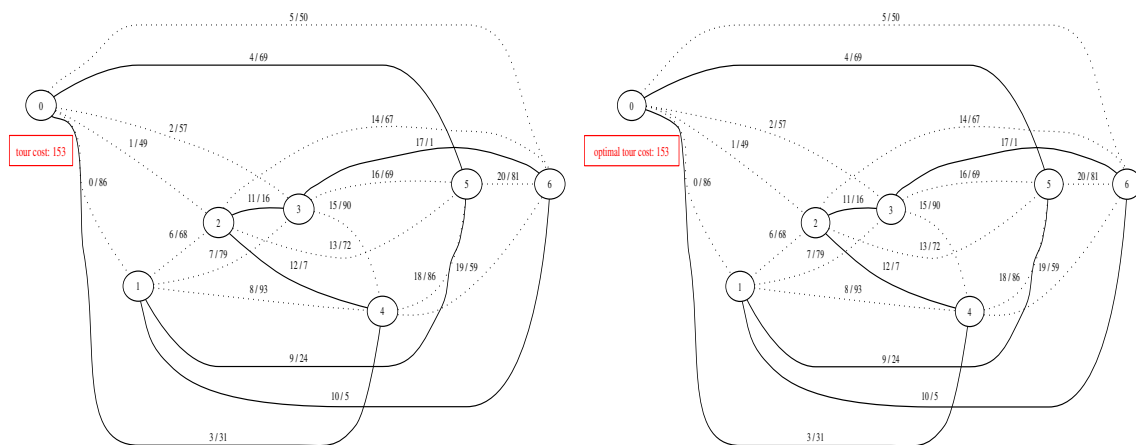 5 / 50
4 / 69
0
2 / 57
14 / 67
tour cost: 153
1 / 49
17 / 1
0 / 86
16 / 69
5
20 / 81
6
11 / 16
3
15 / 90
2
6 / 68
13 / 72
7 / 79
12 / 7
18 / 86
19 / 59
1
8 / 93
4
9 / 24
10 / 5
3 / 31
5 / 50
4 / 69
0
2 / 57
14 / 67
optimal tour cost: 153
1 / 49
17 / 1
0 / 86
16 / 69
5
20 / 81
6
11 / 16
3
15 / 90
2
6 / 68
13 / 72
7 / 79
12 / 7
18 / 86
19 / 59
1
8 / 93
4
9 / 24
10 / 5
3 / 31